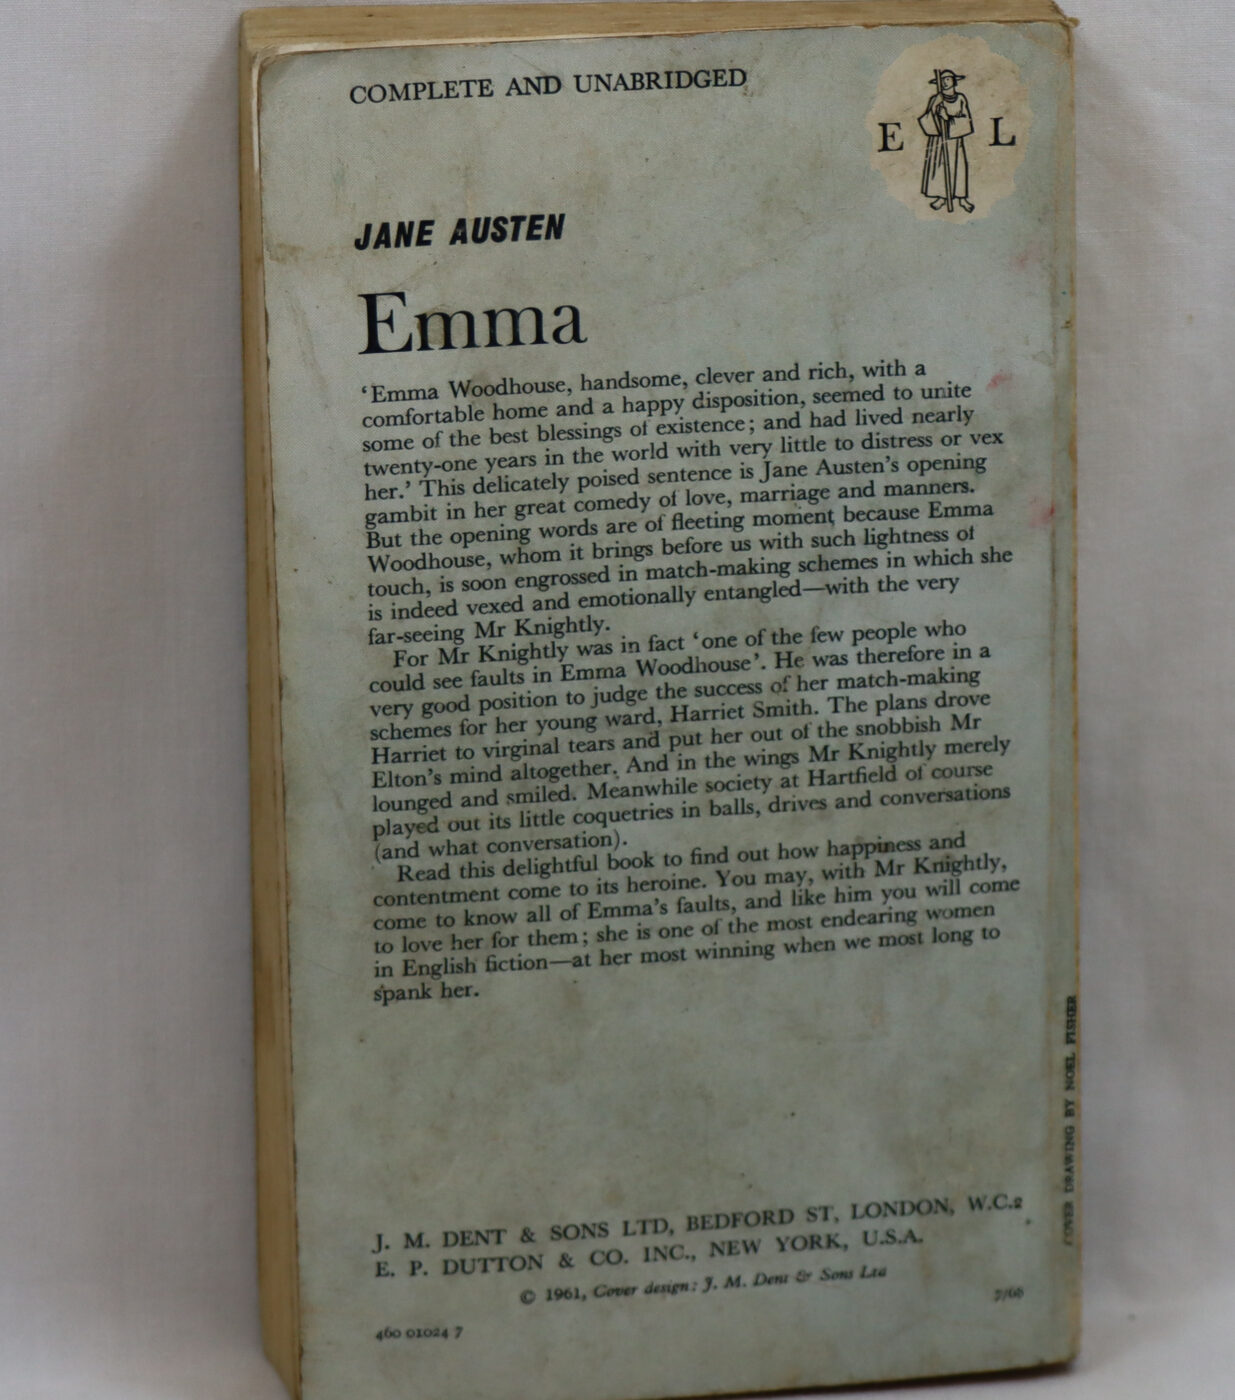 COMPLETE AND UNABRIDGED
E L
JANE AUSTEN
Emma
‘Emma Woodhouse, handsome, clever and rich, with a
comfortable home and a happy disposition, seemed to unite
some of the best blessings of existence; and had lived nearly
twenty-one years in the world with very little to distress or vex
her.’ This delicately poised sentence is Jane Austen’s opening
gambit in her great comedy of love, marriage and manners.
But the opening words are of fleeting moment because Emma
Woodhouse, whom it brings before us with such lightness of
touch, is soon engrossed in match-making schemes in which she
is indeed vexed and emotionally entangled—with the very
far-seeing Mr Knightly.
For Mr Knightly was in fact ‘one of the few people who
could see faults in Emma Woodhouse’. He was therefore in a
very good position to judge the success of her match-making
schemes for her young ward, Harriet Smith. The plans drove
Harriet to virginal tears and put her out of the snobbish Mr
Elton’s mind altogether. And in the wings Mr Knightly merely
lounged and smiled. Meanwhile society at Hartfield of course
played out its little coquetries in balls, drives and conversations
(and what conversation).
Read this delightful book to find out how happiness and
contentment come to its heroine. You may, with Mr Knightly,
come to know all of Emma’s faults, and like him you will come
to love her for them; she is one of the most endearing women
in English fiction—at her most winning when we most long to
spank her.
J. M. DENT & SONS LTD, BEDFORD ST, LONDON, W.C.2
E. P. DUTTON & CO. INC., NEW YORK, U.S.A.
© 1961, Cover design: J. M. Dent & Sons Ltd
460 01024 7
COVER DRAWING BY NOEL FISHER